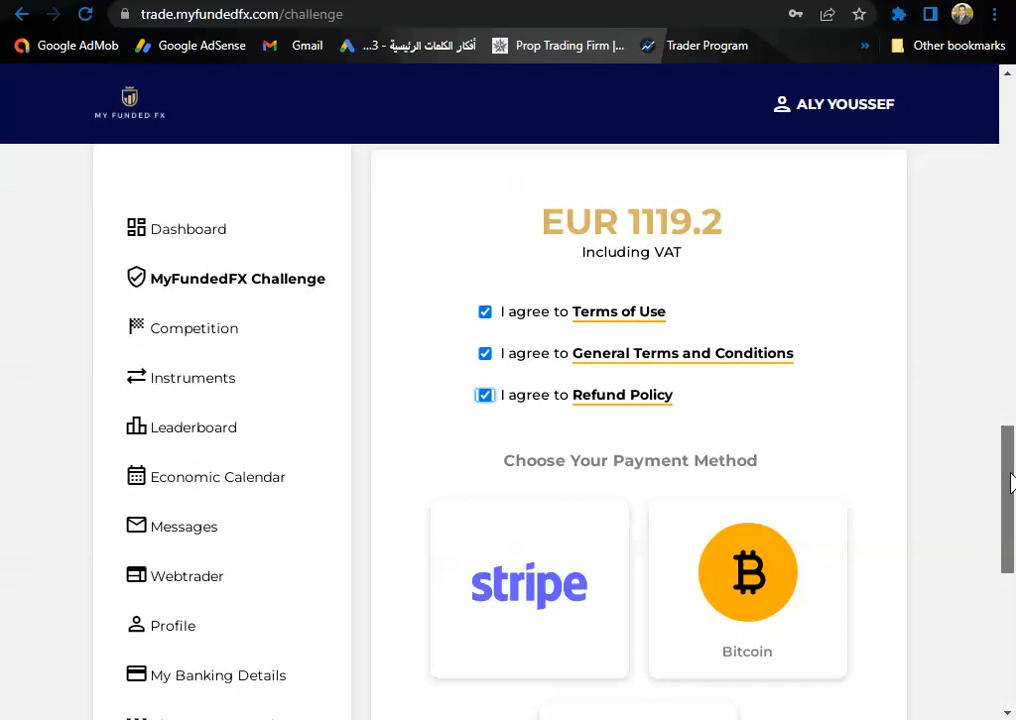 trade.myfundedfx.com/challenge
Google AdMob
Google AdSense
Gmail
أفكار الكلمات الرئيسية - 3...
Prop Trading Firm |...
Trader Program
»
Other bookmarks
MY FUNDED FX
ALY YOUSSEF
Dashboard
MyFundedFX Challenge
Competition
Instruments
Leaderboard
Economic Calendar
Messages
Webtrader
Profile
My Banking Details
EUR 1119.2
Including VAT
I agree to Terms of Use
I agree to General Terms and Conditions
I agree to Refund Policy
Choose Your Payment Method
stripe
Bitcoin